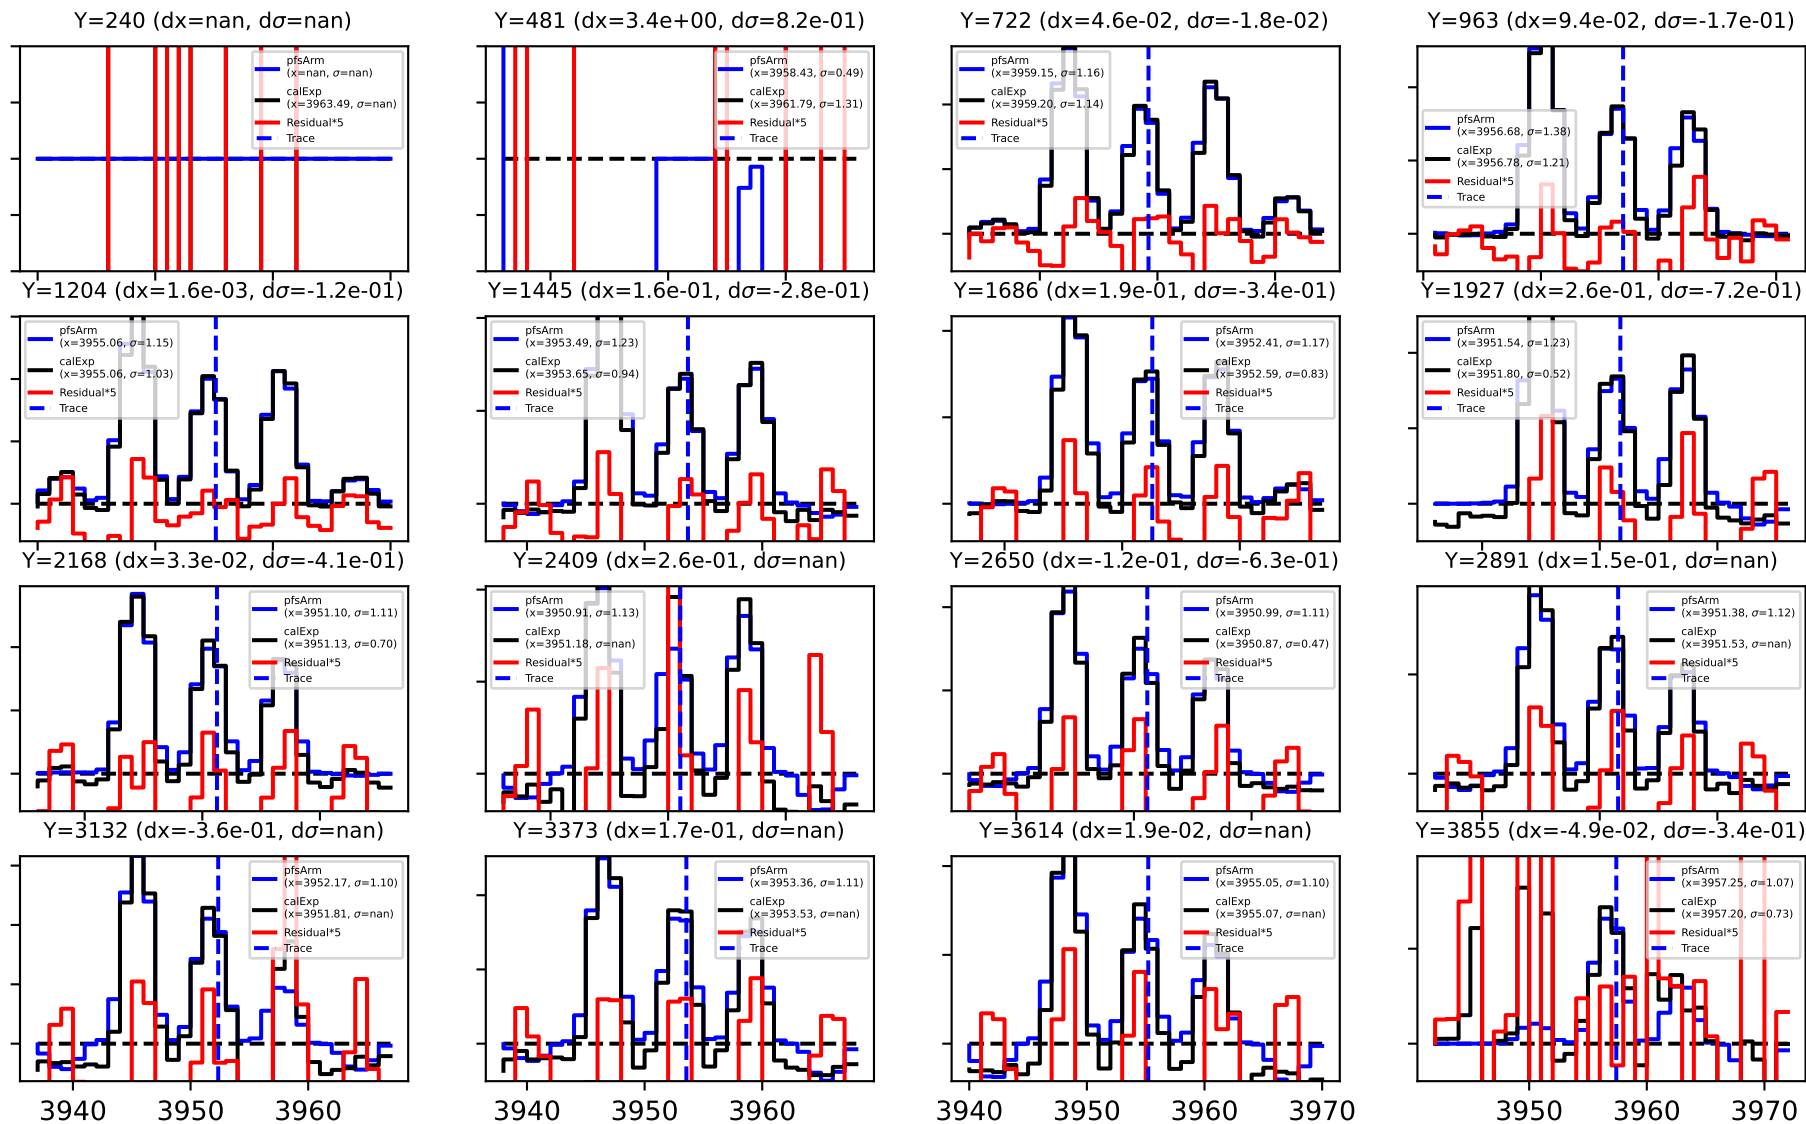 Y=240 (dx=nan, dσ=nan)
pfsArm
(x=nan, σ=nan)
calExp
(x=3963.49, σ=nan)
Residual*5
Trace
Y=481 (dx=3.4e+00, dσ=8.2e-01)
pfsArm
(x=3958.43, σ=0.49)
calExp
(x=3961.79, σ=1.31)
Residual*5
Trace
Y=722 (dx=4.6e-02, dσ=-1.8e-02)
pfsArm
(x=3959.15, σ=1.16)
calExp
(x=3959.20, σ=1.14)
Residual*5
Trace
Y=963 (dx=9.4e-02, dσ=-1.7e-01)
pfsArm
(x=3956.68, σ=1.38)
calExp
(x=3956.78, σ=1.21)
Residual*5
Trace
Y=1204 (dx=1.6e-03, dσ=-1.2e-01)
pfsArm
(x=3955.06, σ=1.15)
calExp
(x=3955.06, σ=1.03)
Residual*5
Trace
Y=1445 (dx=1.6e-01, dσ=-2.8e-01)
pfsArm
(x=3953.49, σ=1.23)
calExp
(x=3953.65, σ=0.94)
Residual*5
Trace
Y=1686 (dx=1.9e-01, dσ=-3.4e-01)
pfsArm
(x=3952.41, σ=1.17)
calExp
(x=3952.59, σ=0.83)
Residual*5
Trace
Y=1927 (dx=2.6e-01, dσ=-7.2e-01)
pfsArm
(x=3951.54, σ=1.23)
calExp
(x=3951.80, σ=0.52)
Residual*5
Trace
Y=2168 (dx=3.3e-02, dσ=-4.1e-01)
pfsArm
(x=3951.10, σ=1.11)
calExp
(x=3951.13, σ=0.70)
Residual*5
Trace
Y=2409 (dx=2.6e-01, dσ=nan)
pfsArm
(x=3950.91, σ=1.13)
calExp
(x=3951.18, σ=nan)
Residual*5
Trace
Y=2650 (dx=-1.2e-01, dσ=-6.3e-01)
pfsArm
(x=3950.99, σ=1.11)
calExp
(x=3950.87, σ=0.47)
Residual*5
Trace
Y=2891 (dx=1.5e-01, dσ=nan)
pfsArm
(x=3951.38, σ=1.12)
calExp
(x=3951.53, σ=nan)
Residual*5
Trace
Y=3132 (dx=-3.6e-01, dσ=nan)
pfsArm
(x=3952.17, σ=1.10)
calExp
(x=3951.81, σ=nan)
Residual*5
Trace
Y=3373 (dx=1.7e-01, dσ=nan)
pfsArm
(x=3953.36, σ=1.11)
calExp
(x=3953.53, σ=nan)
Residual*5
Trace
Y=3614 (dx=1.9e-02, dσ=nan)
pfsArm
(x=3955.05, σ=1.10)
calExp
(x=3955.07, σ=nan)
Residual*5
Trace
Y=3855 (dx=-4.9e-02, dσ=-3.4e-01)
pfsArm
(x=3957.25, σ=1.07)
calExp
(x=3957.20, σ=0.73)
Residual*5
Trace
3940 3950 3960
3940 3950 3960
3940 3950 3960 3970
3950 3960 3970